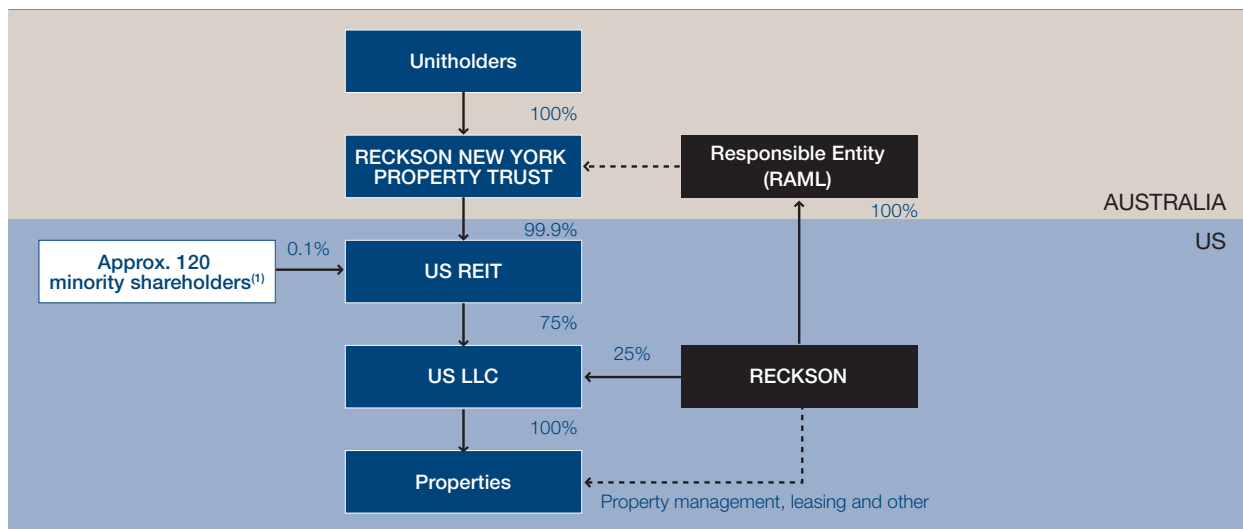 Unitholders
100%
RECKSON NEW YORK
PROPERTY TRUST
Responsible Entity
(RAML)
100%
AUSTRALIA
US
99.9%
Approx. 120
minority shareholders(1)
0.1%
US REIT
75%
US LLC
25%
RECKSON
100%
Properties
Property management, leasing and other